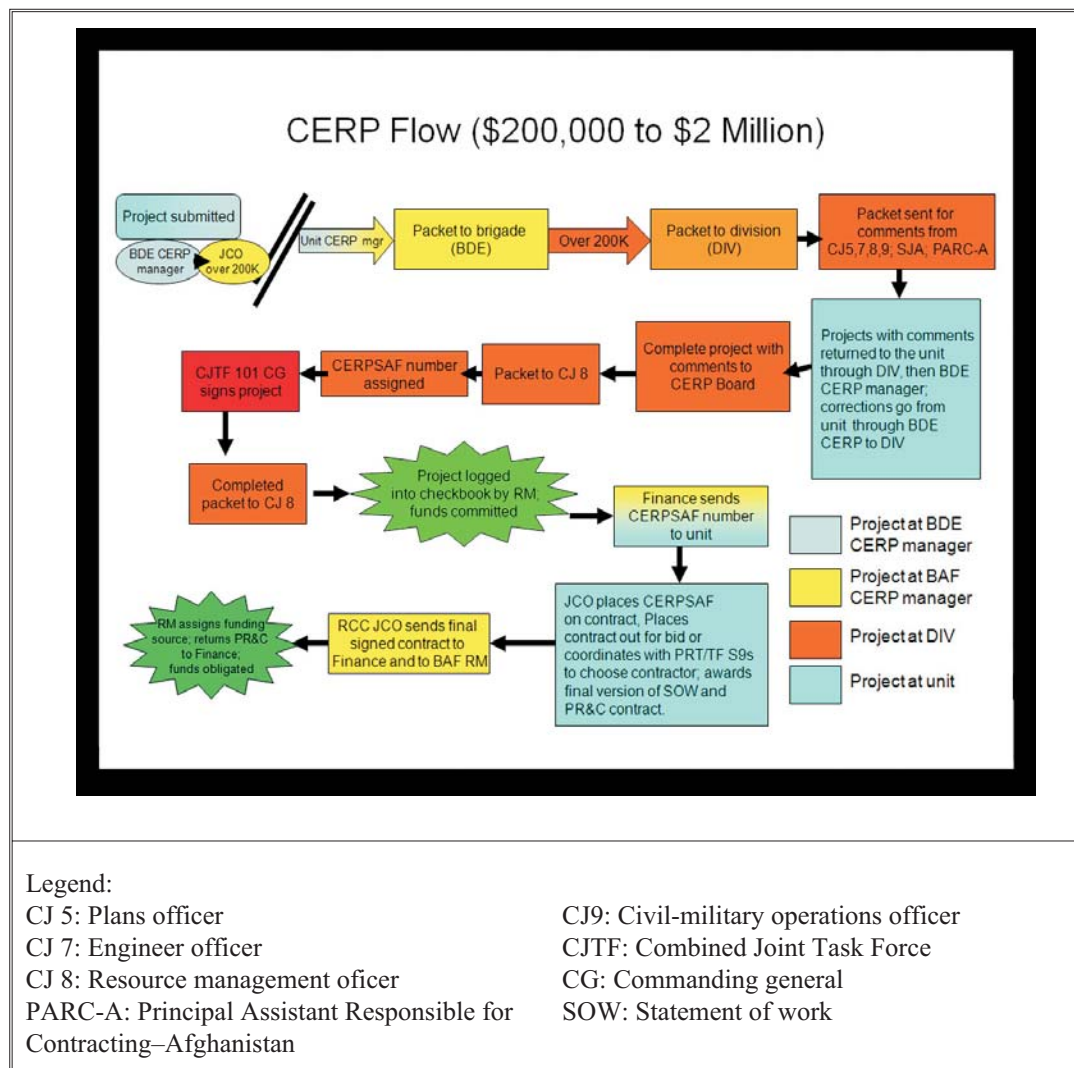 CERP Flow ($200,000 to $2 Million)
Project submitted
BDE CERP
manager
JCO
over 200K
Unit CERP mgr
Packet to brigade
(BDE)
Over 200K
Packet to division
(DIV)
Packet sent for
comments from
CJ5,7,8,9; SJA; PARC-A
Projects with comments
returned to the unit
through DIV, then BDE
CERP manager;
corrections go from
unit through BDE
CERP to DIV
Complete project with
comments to
CERP Board
Packet to CJ 8
CERPSAF number
assigned
CJTF 101 CG
signs project
Completed
packet to CJ 8
Project logged
into checkbook by RM;
funds committed
Finance sends
CERPSAF number
to unit
JCO places CERPSAF
on contract, Places
contract out for bid or
coordinates with PRT/TF S9s
to choose contractor; awards
final version of SOW and
PR&C contract.
RCC JCO sends final
signed contract to
Finance and to BAF RM
RM assigns funding
source; returns PR&C
to Finance;
funds obligated
Project at BDE
CERP manager
Project at BAF
CERP manager
Project at DIV
Project at unit
Legend:
CJ 5: Plans officer
CJ 7: Engineer officer
CJ 8: Resource management oficer
PARC-A: Principal Assistant Responsible for
Contracting–Afghanistan
CJ9: Civil-military operations officer
CJTF: Combined Joint Task Force
CG: Commanding general
SOW: Statement of work